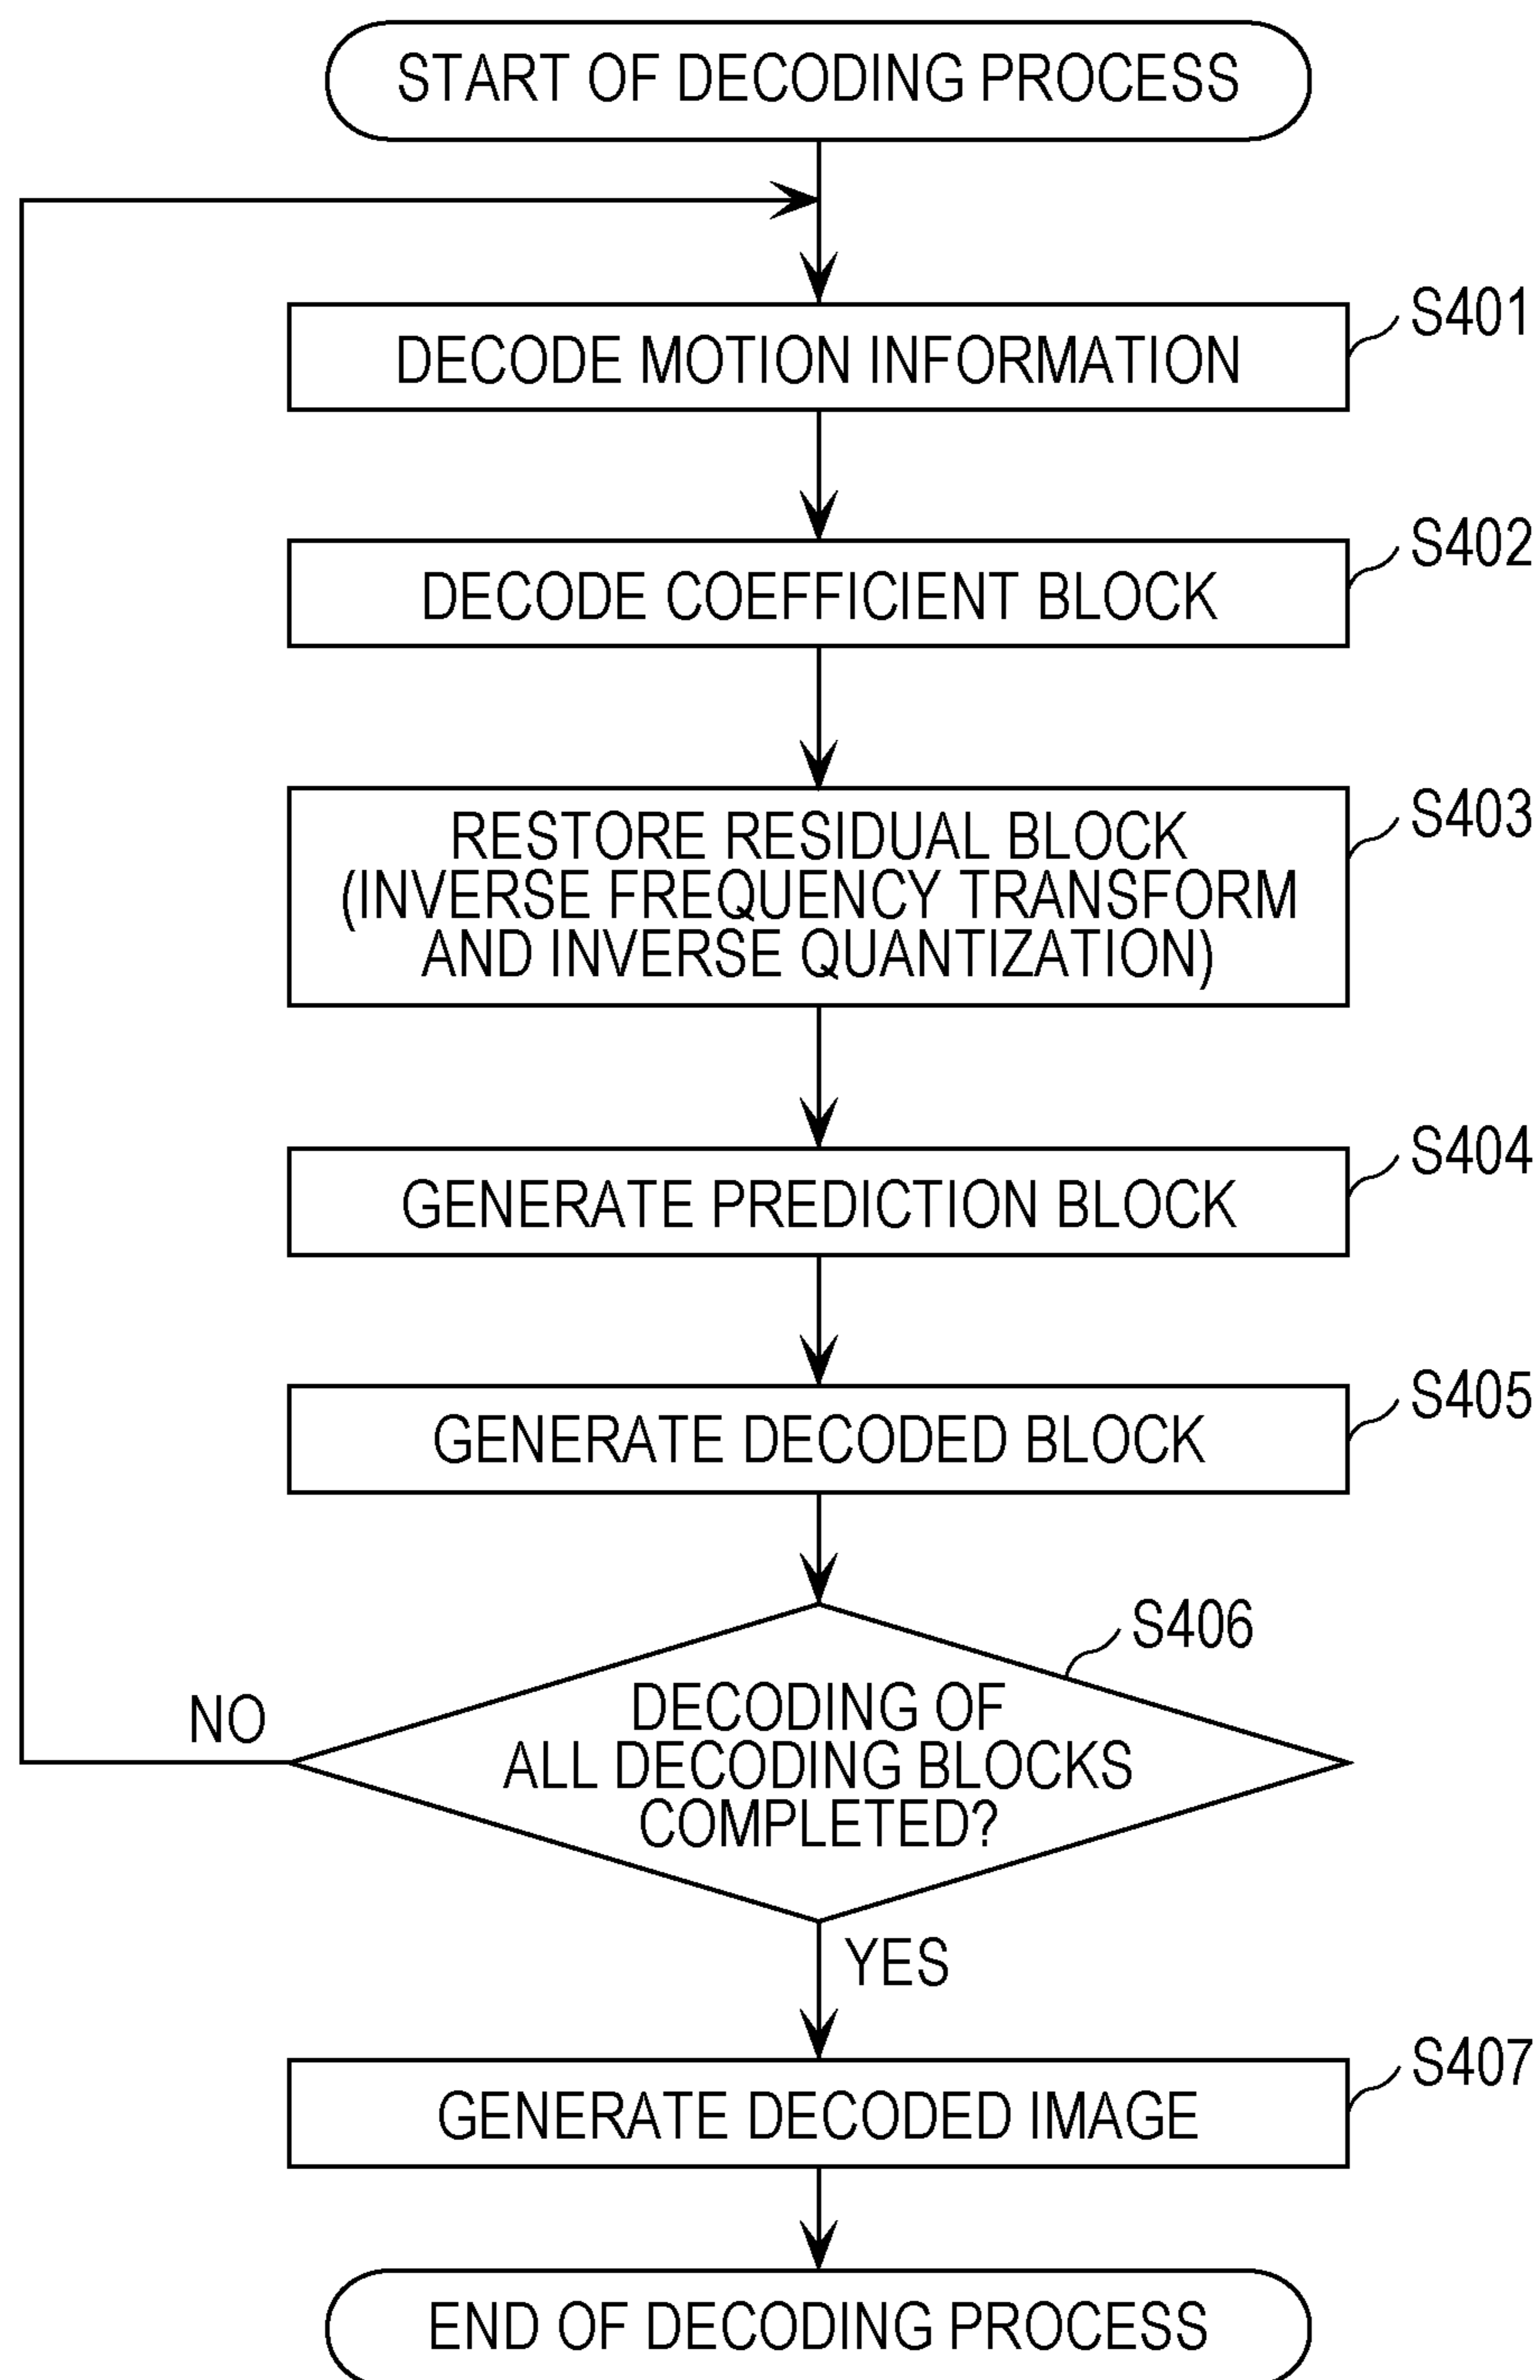 START OF DECODING PROCESS
DECODE MOTION INFORMATION
S401
DECODE COEFFICIENT BLOCK
S402
RESTORE RESIDUAL BLOCK
(INVERSE FREQUENCY TRANSFORM
AND INVERSE QUANTIZATION)
S403
GENERATE PREDICTION BLOCK
S404
GENERATE DECODED BLOCK
S405
S406
DECODING OF
ALL DECODING BLOCKS
COMPLETED?
NO
YES
GENERATE DECODED IMAGE
S407
END OF DECODING PROCESS